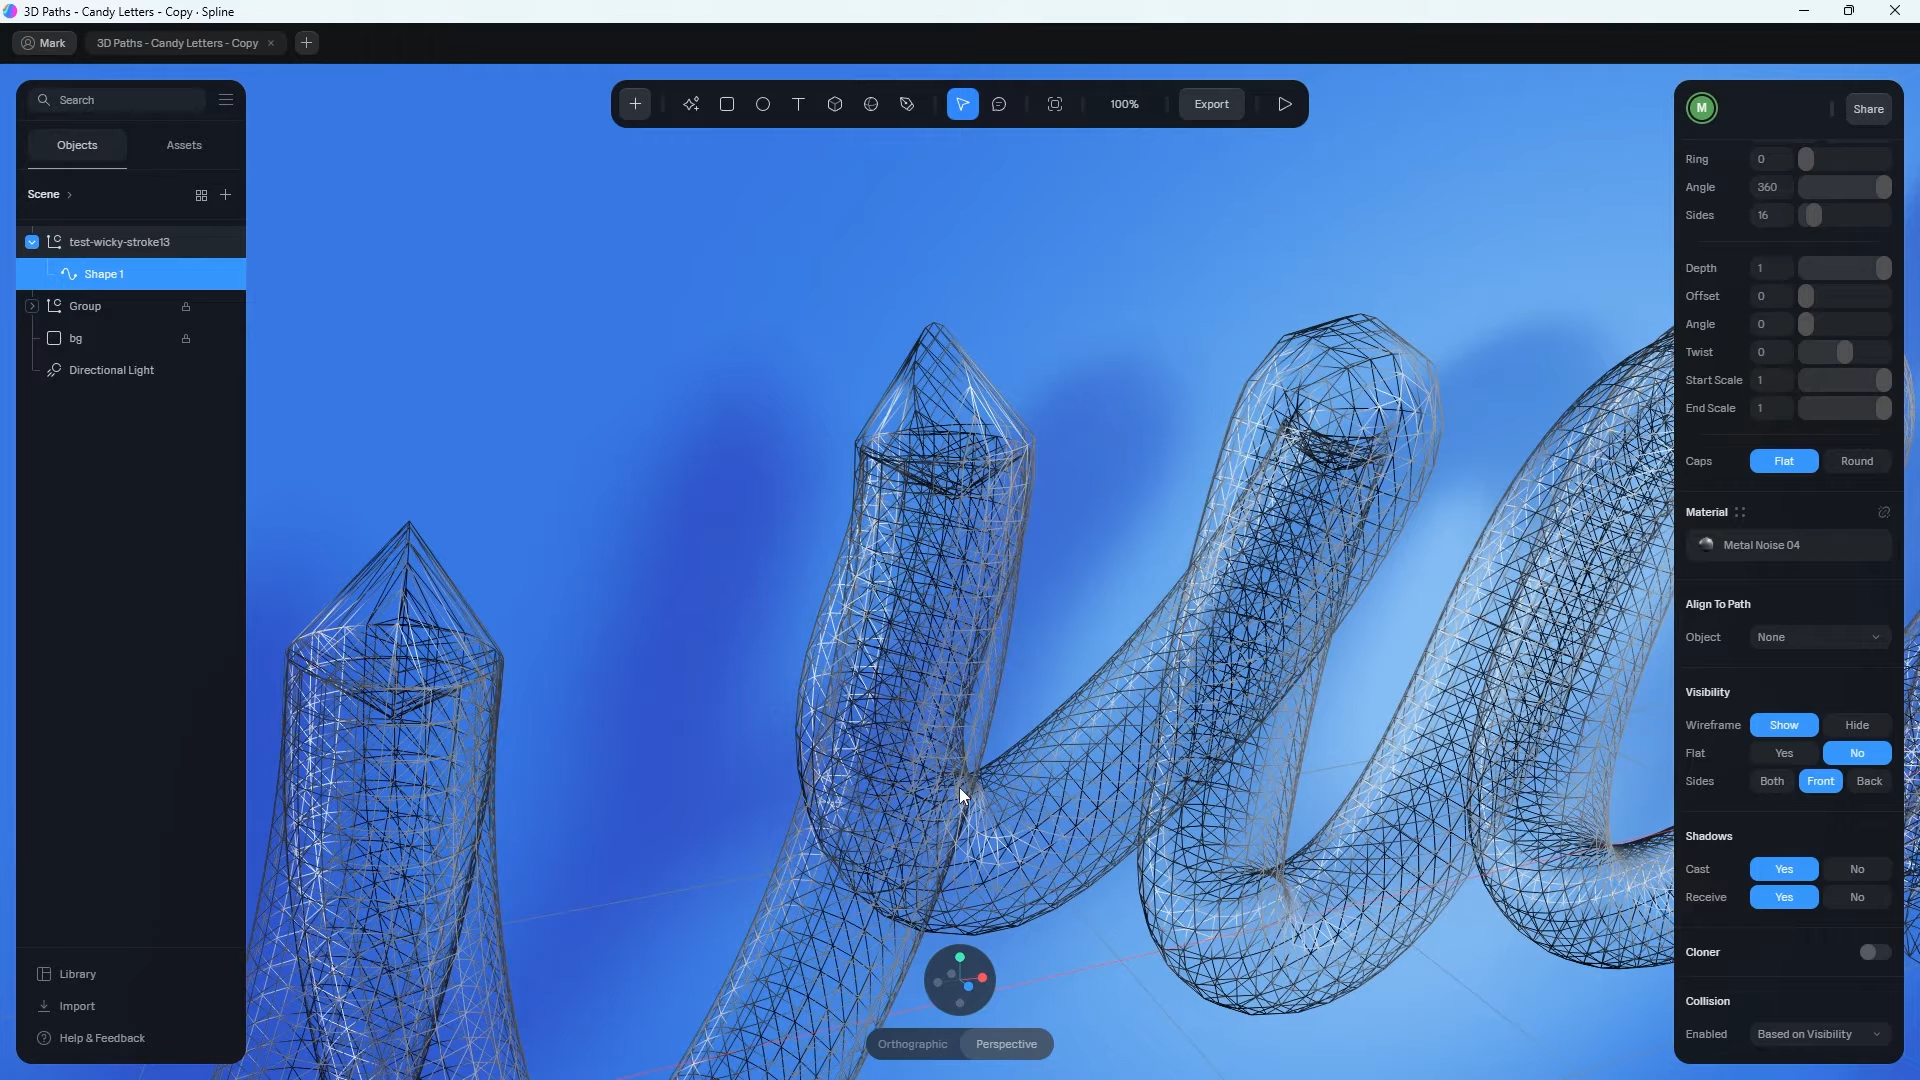 3D Paths - Candy Letters - Copy · Spline
Mark
3D Paths - Candy Letters - Copy
Search
Objects
Assets
Scene
test-wicky-stroke13
Shape 1
Group
bg
Directional Light
Library
Import
Help & Feedback
T
100%
Export
Orthographic
Perspective
M
Share
Ring 0
Angle 360
Sides 16
Depth 1
Offset 0
Angle 0
Twist 0
Start Scale 1
End Scale 1
Caps Flat Round
Material
Metal Noise 04
Align To Path
Object None
Visibility
Wireframe Show Hide
Flat Yes No
Sides Both Front Back
Shadows
Cast Yes No
Receive Yes No
Cloner
Collision
Enabled Based on Visibility